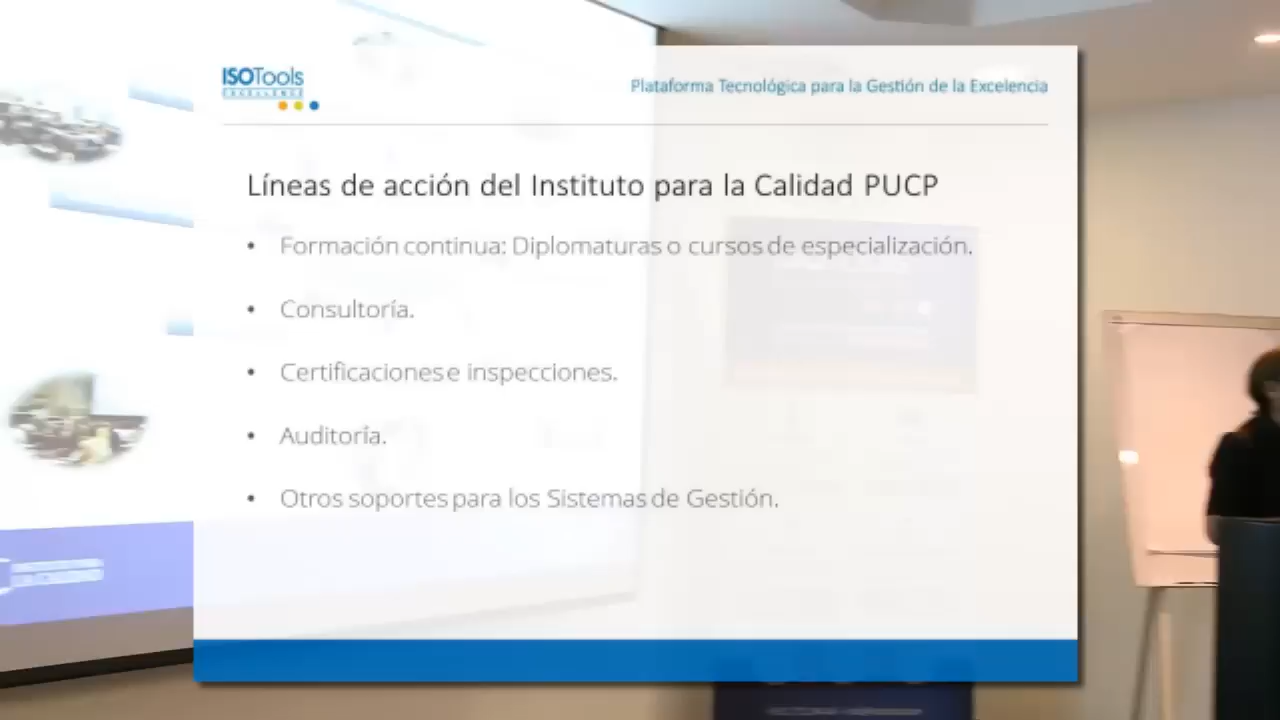 ISOTools
EXCELLENCE
Plataforma Tecnológica para la Gestión de la Excelencia
Líneas de acción del Instituto para la Calidad PUCP
• Formación continua: Diplomaturas o cursos de especialización.
• Consultoría.
• Certificaciones e inspecciones.
• Auditoría.
• Otros soportes para los Sistemas de Gestión.